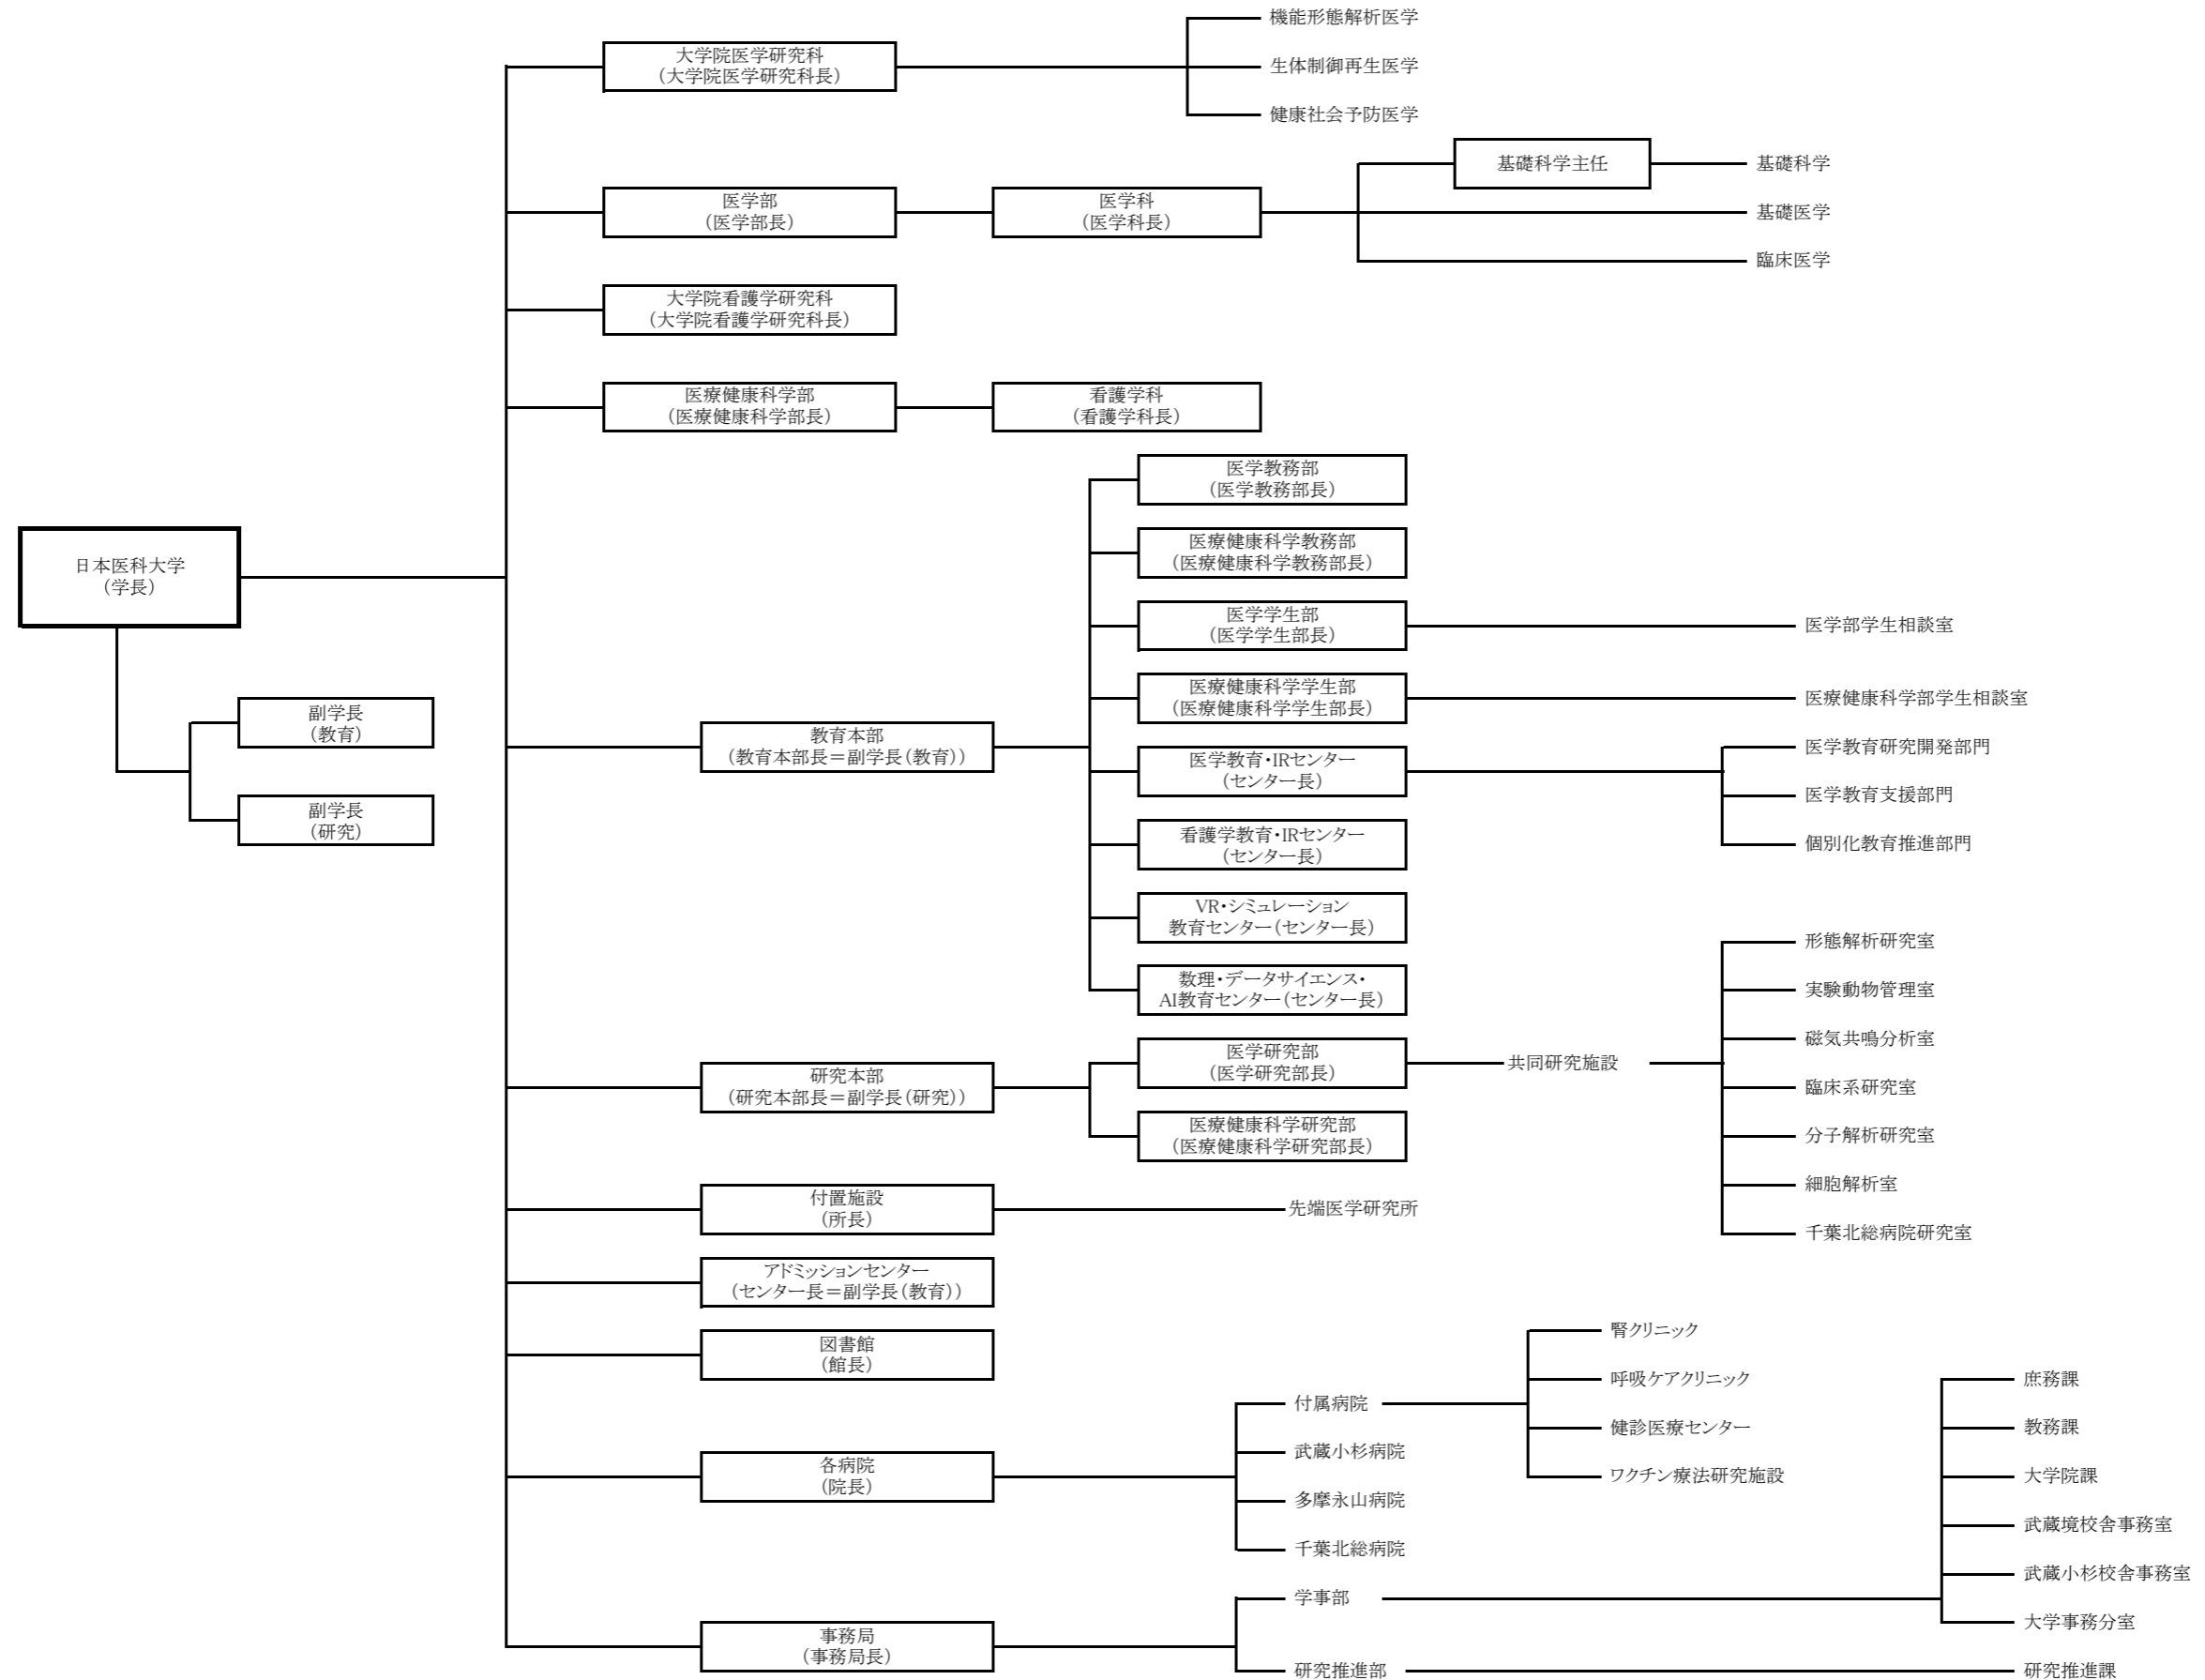 機能形態解析医学
大学院医学研究科
（大学院医学研究科長）
生体制御再生医学
健康社会予防医学
基礎科学主任
基礎科学
医学部
（医学部長）
医学科
（医学科長）
基礎医学
臨床医学
大学院看護学研究科
（大学院看護学研究科長）
医療健康科学部
（医療健康科学部長）
看護学科
（看護学科長）
医学教務部
（医学教務部長）
医療健康科学教務部
（医療健康科学教務部長）
日本医科大学
（学長）
医学学生部
（医学学生部長）
医学部学生相談室
医療健康科学学生部
（医療健康科学学生部長）
医療健康科学部学生相談室
副学長
（教育）
教育本部
（教育本部長＝副学長（教育））
医学教育・IRセンター
（センター長）
医学教育研究開発部門
医学教育支援部門
個別化教育推進部門
副学長
（研究）
看護学教育・IRセンター
（センター長）
VR・シミュレーション
教育センター（センター長）
数理・データサイエンス・
AI教育センター（センター長）
形態解析研究室
実験動物管理室
磁気共鳴分析室
研究本部
（研究本部長＝副学長（研究））
医学研究部
（医学研究部長）
共同研究施設
臨床系研究室
分子解析研究室
細胞解析室
千葉北総病院研究室
医療健康科学研究部
（医療健康科学研究部長）
付置施設
（所長）
先端医学研究所
アドミッションセンター
（センター長＝副学長（教育））
図書館
（館長）
腎クリニック
呼吸ケアクリニック
付属病院
健診医療センター
ワクチン療法研究施設
各病院
（院長）
武蔵小杉病院
多摩永山病院
千葉北総病院
庶務課
教務課
大学院課
武蔵境校舎事務室
武蔵小杉校舎事務室
学事部
大学事務分室
事務局
（事務局長）
研究推進部
研究推進課